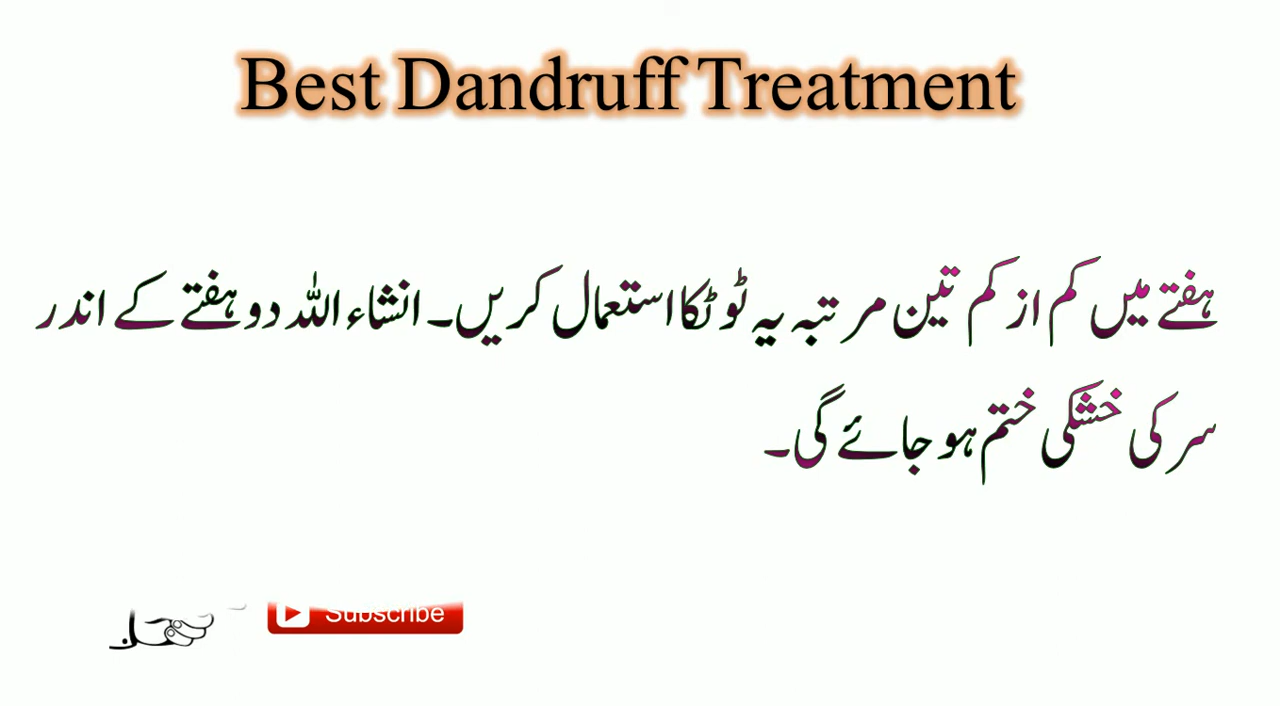 Best Dandruff Treatment
ہفتے میں کم از کم تین مرتبہ یہ ٹوٹکا استعمال کریں۔ انشاء اللہ دو ہفتے کے اندر
سر کی خشکی ختم ہو جائے گی۔
Subscribe